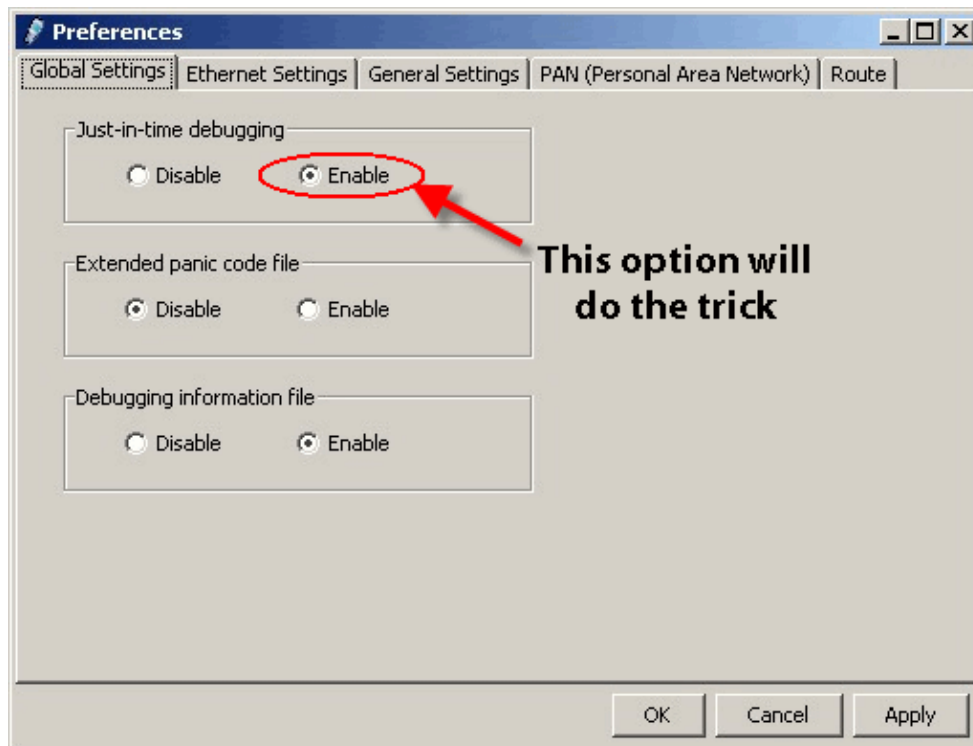 Preferences
Global Settings Ethernet Settings General Settings PAN (Personal Area Network) Route
Just-in-time debugging
Disable Enable
This option will
do the trick
Extended panic code file
Disable Enable
Debugging information file
Disable Enable
OK Cancel Apply